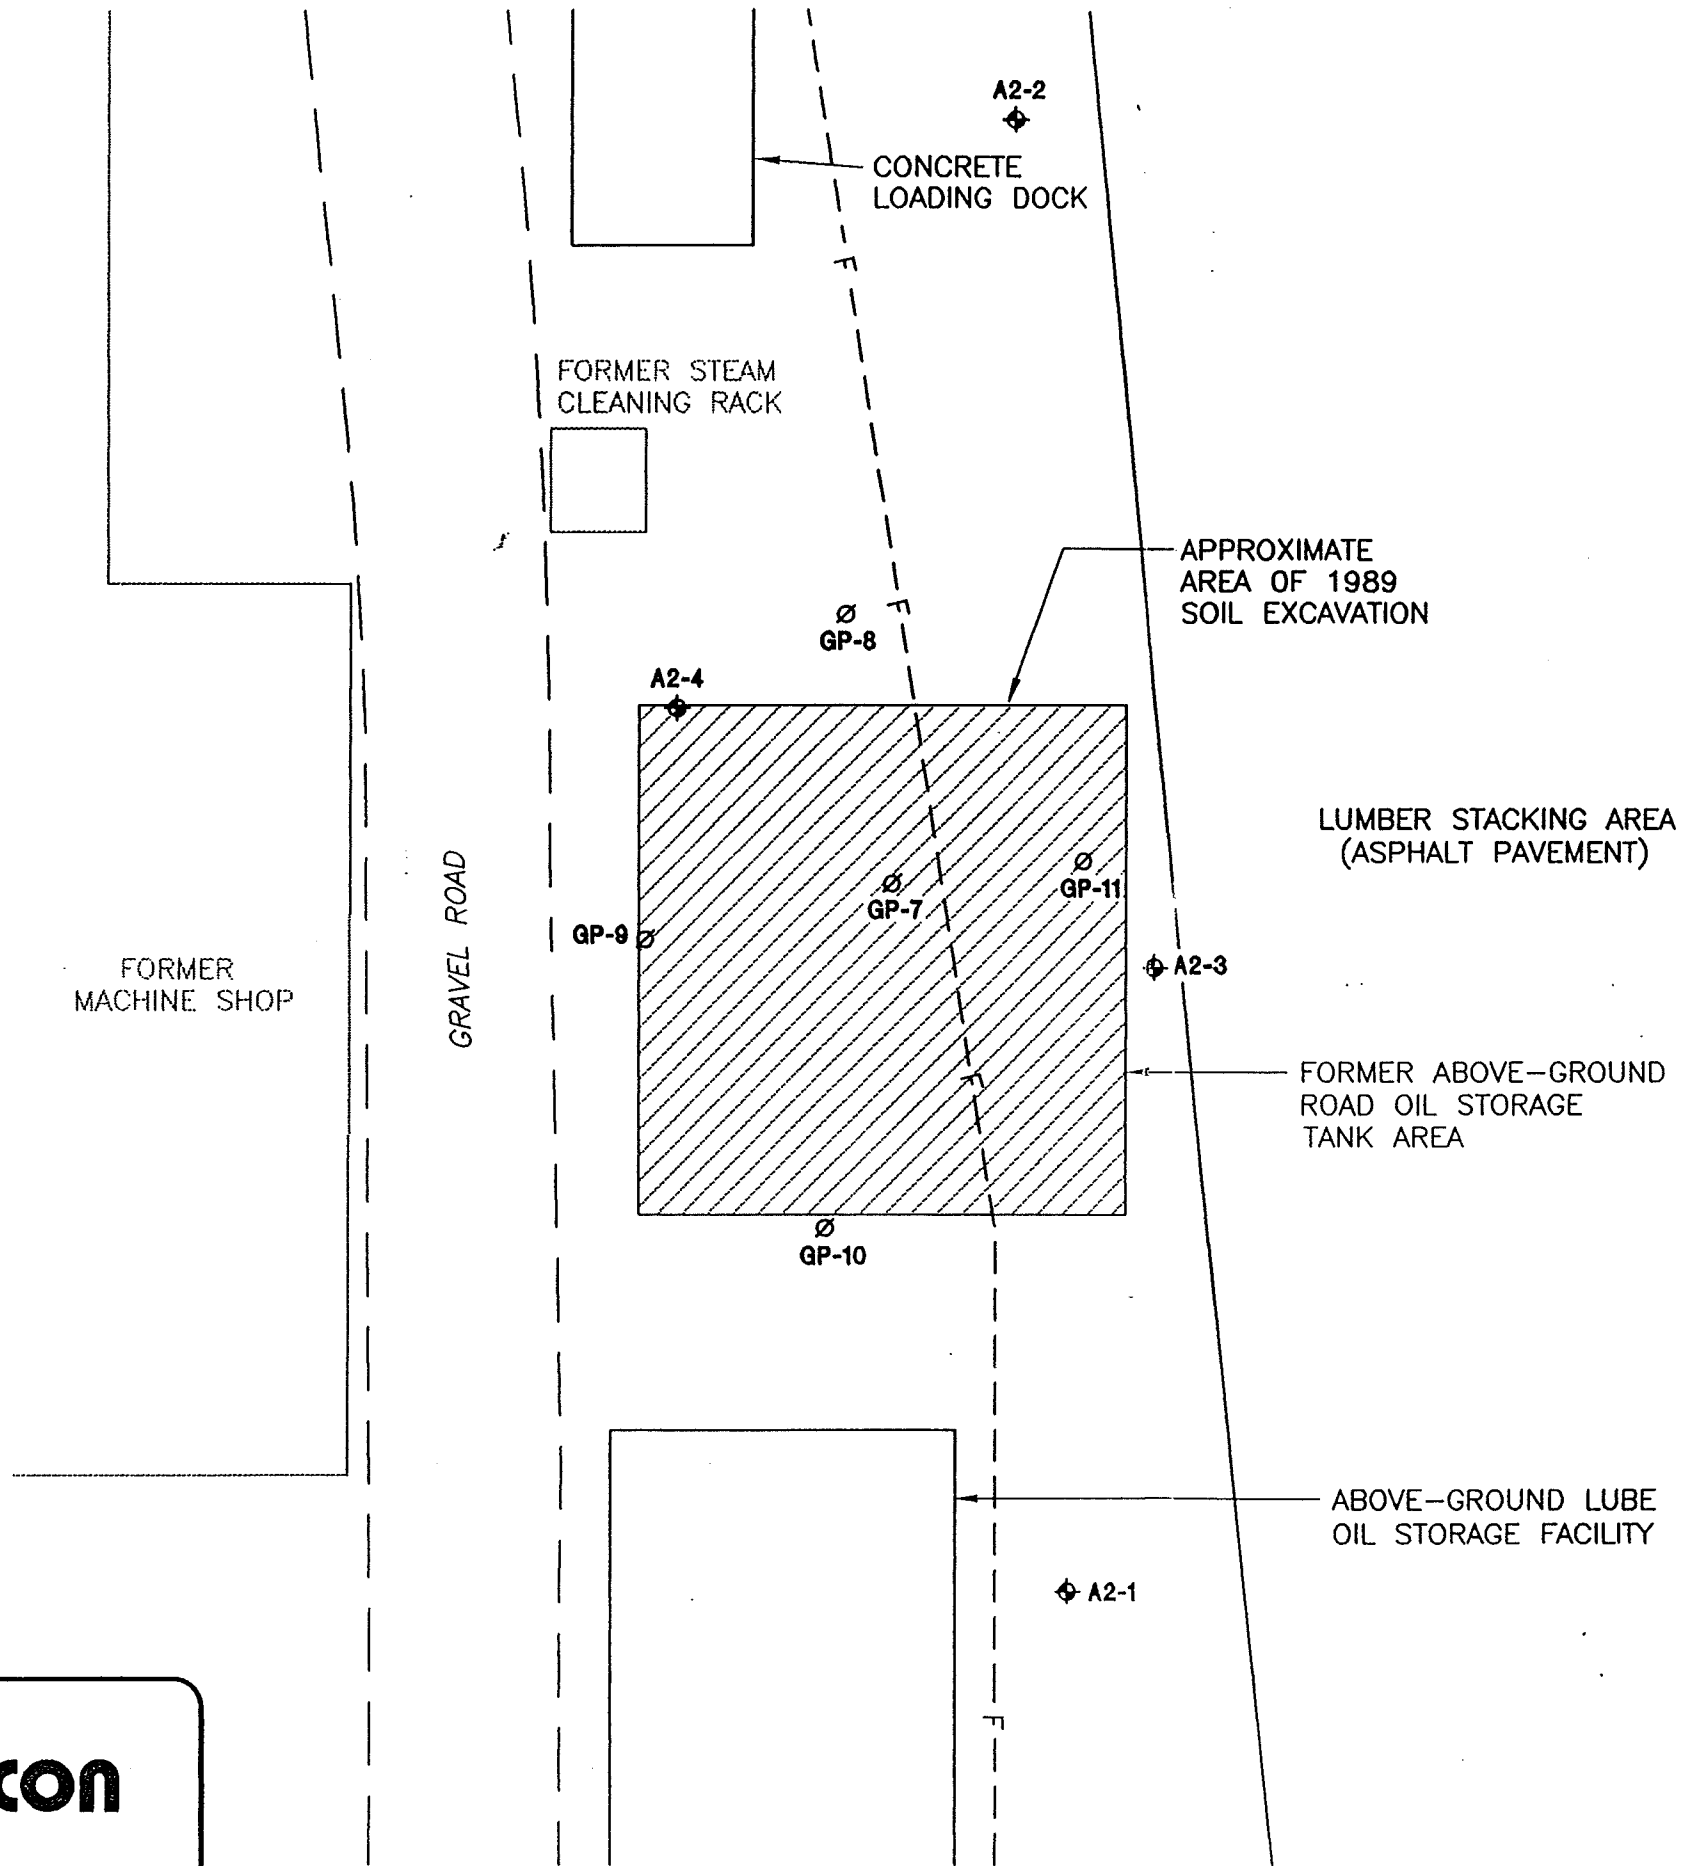 A2-2
CONCRETE
LOADING DOCK
F
FORMER STEAM
CLEANING RACK
APPROXIMATE
AREA OF 1989
SOIL EXCAVATION
F
GP-8
A2-4
LUMBER STACKING AREA
(ASPHALT PAVEMENT)
GP-11
GP-7
GRAVEL ROAD
GP-9
A2-3
FORMER
MACHINE SHOP
F
FORMER ABOVE-GROUND
ROAD OIL STORAGE
TANK AREA
GP-10
ABOVE-GROUND LUBE
OIL STORAGE FACILITY
A2-1
F
con